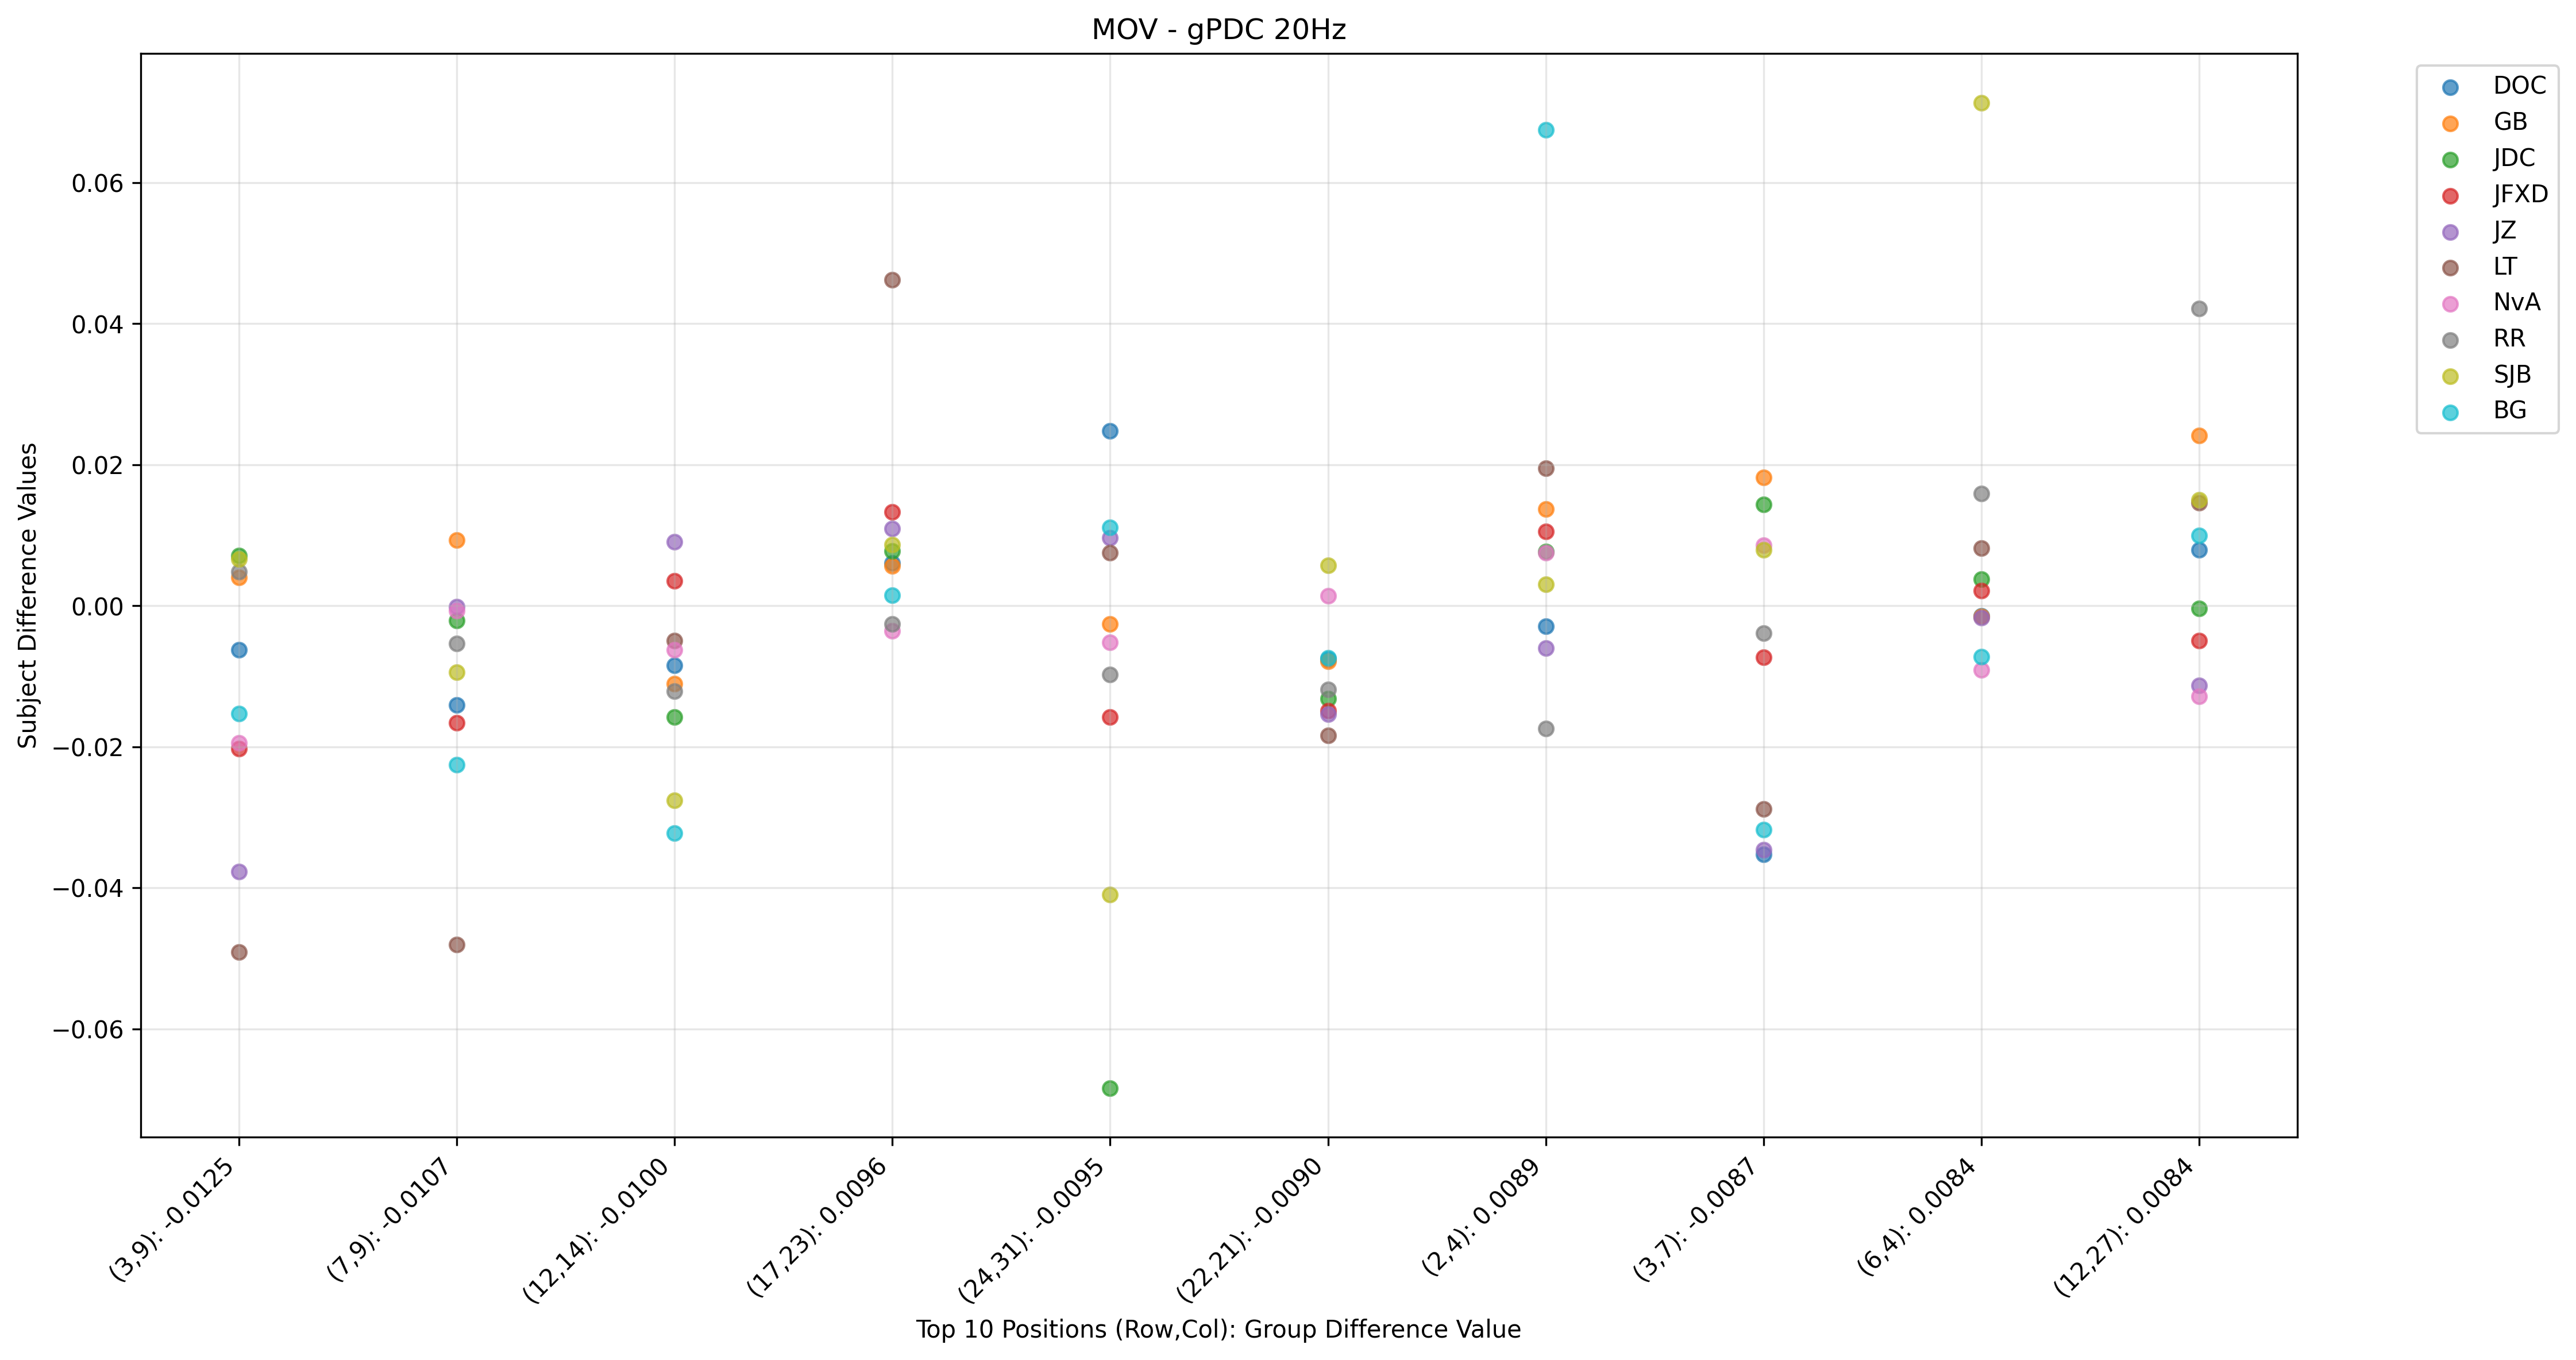 MOV - gPDC 20Hz
Subject Difference Values
0.06
0.04
0.02
0.00
−0.02
−0.04
−0.06
(3,9): -0.0125
(7,9): -0.0107
(12,14): -0.0100
(17,23): 0.0096
(24,31): -0.0095
(22,21): -0.0090
(2,4): 0.0089
(3,7): -0.0087
(6,4): 0.0084
(12,27): 0.0084
Top 10 Positions (Row,Col): Group Difference Value
DOC
GB
JDC
JFXD
JZ
LT
NvA
RR
SJB
BG